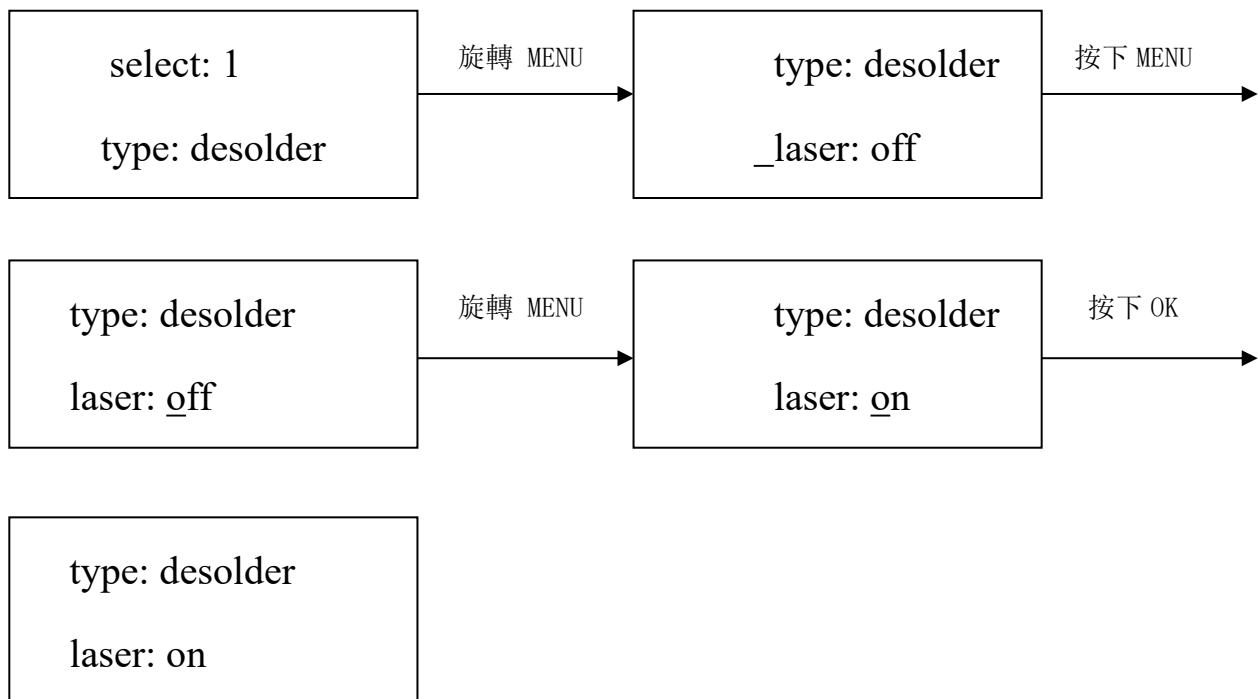 select: 1
type: desolder
旋轉 MENU
type: desolder
_laser: off
按下 MENU
type: desolder
laser: off
旋轉 MENU
type: desolder
laser: on
按下 OK
type: desolder
laser: on